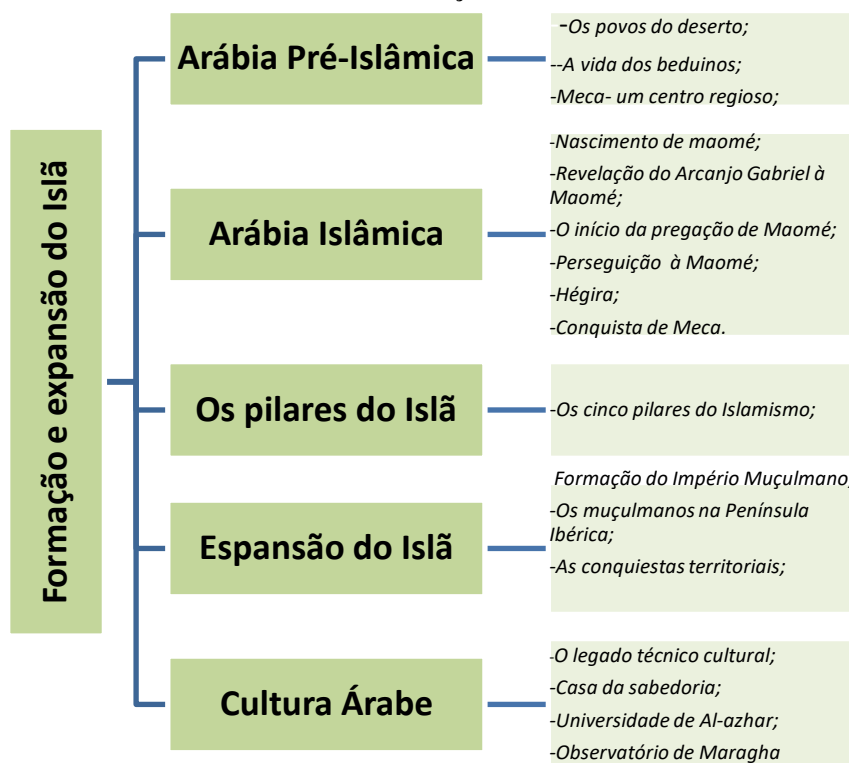 Formação e expansão do Islã
Arábia Pré-Islâmica
-Os povos do deserto;
--A vida dos beduinos;
-Meca- um centro regioso;
Arábia Islâmica
-Nascimento de maomé;
-Revelação do Arcanjo Gabriel à
Maomé;
-O início da pregação de Maomé;
-Perseguição à Maomé;
-Hégira;
-Conquista de Meca.
Os pilares do Islã
-Os cinco pilares do Islamismo;
Espansão do Islã
Formação do Império Muçulmano;
-Os muçulmanos na Península
Ibérica;
-As conquiestas territoriais;
Cultura Árabe
-O legado técnico cultural;
-Casa da sabedoria;
-Universidade de Al-azhar;
-Observatório de Maragha